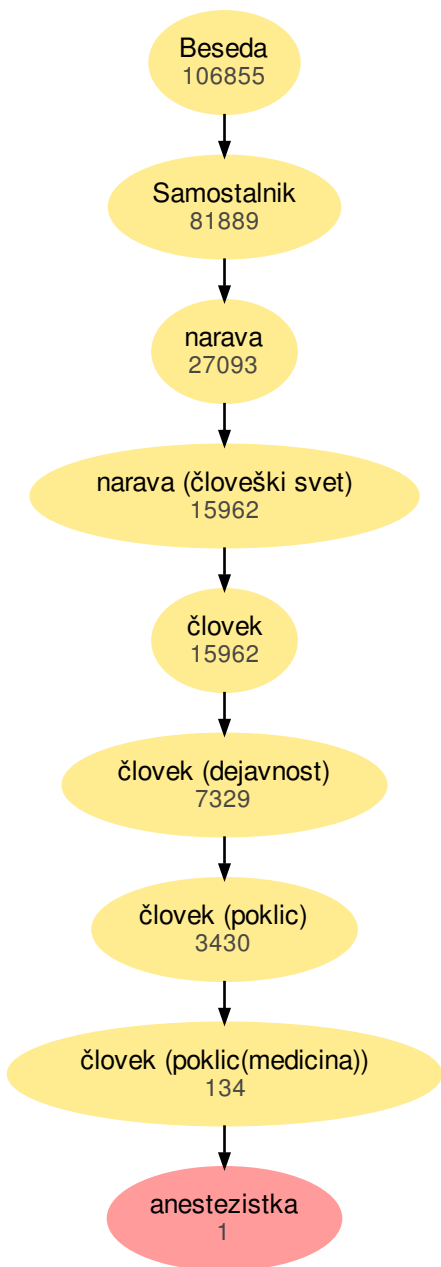 Beseda
106855
Samostalnik
81889
narava
27093
narava (človeški svet)
15962
človek
15962
človek (dejavnost)
7329
človek (poklic)
3430
človek (poklic(medicina))
134
anestezistka
1